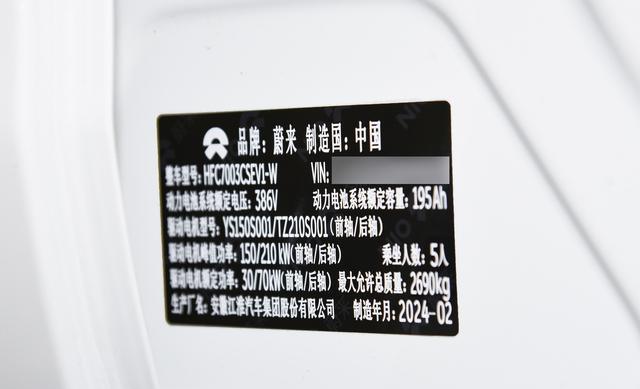 品牌: 蔚来 制造国: 中国
整车型号: HFC7003CSEV1-W VIN:
动力电池系统额定电压: 386V 动力电池系统额定容量: 195Ah
驱动电机型号: YS150S001/TZ210S001(前轴/后轴)
驱动电机峰值功率: 150/210kW(前轴/后轴) 乘坐人数: 5人
驱动电机额定功率: 30/70kW(前轴/后轴) 最大允许总质量: 2690kg
生产厂名: 安徽江淮汽车集团股份有限公司 制造年月: 2024-02